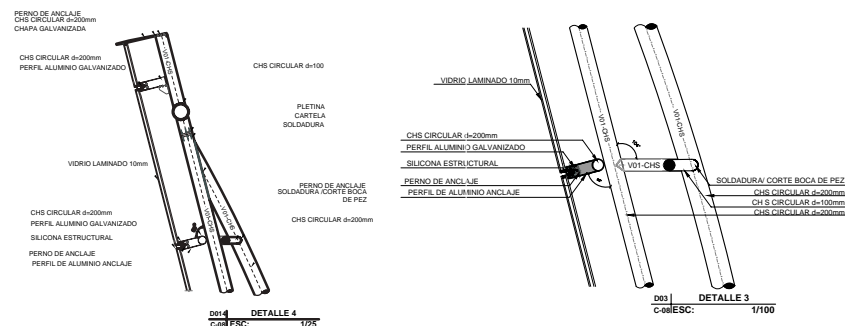 PERNO DE ANCLAJE
CHS CIRCULAR d=200mm
CHAPA GALVANIZADA
V01-CHS
CHS CIRCULAR d=200mm
PERFIL ALUMINIO GALVANIZADO
CHS CIRCULAR d=100
PLETINA
CARTELA
SOLDADURA
VIDRIO LAMINADO 10mm
PERNO DE ANCLAJE
SOLDADURA /CORTE BOCA
DE PEZ
CHS CIRCULAR d=200mm
PERFIL ALUMINIO GALVANIZADO
SILICONA ESTRUCTURAL
PERNO DE ANCLAJE
PERFIL DE ALUMINIO ANCLAJE
V01-CHS
V01-CHS
CHS CIRCULAR d=200mm
D014 DETALLE 4
C-08 ESC: 1/25
VIDRIO LAMINADO 10mm
CHS CIRCULAR d=200mm
PERFIL ALUMINIO GALVANIZADO
SILICONA ESTRUCTURAL
PERNO DE ANCLAJE
PERFIL DE ALUMINIO ANCLAJE
V01-CHS
V01-CHS
V01-CHS
SOLDADURA/ CORTE BOCA DE PEZ
CHS CIRCULAR d=200mm
CH S CIRCULAR d=100mm
CHS CIRCULAR d=200mm
D03 DETALLE 3
C-08 ESC: 1/100